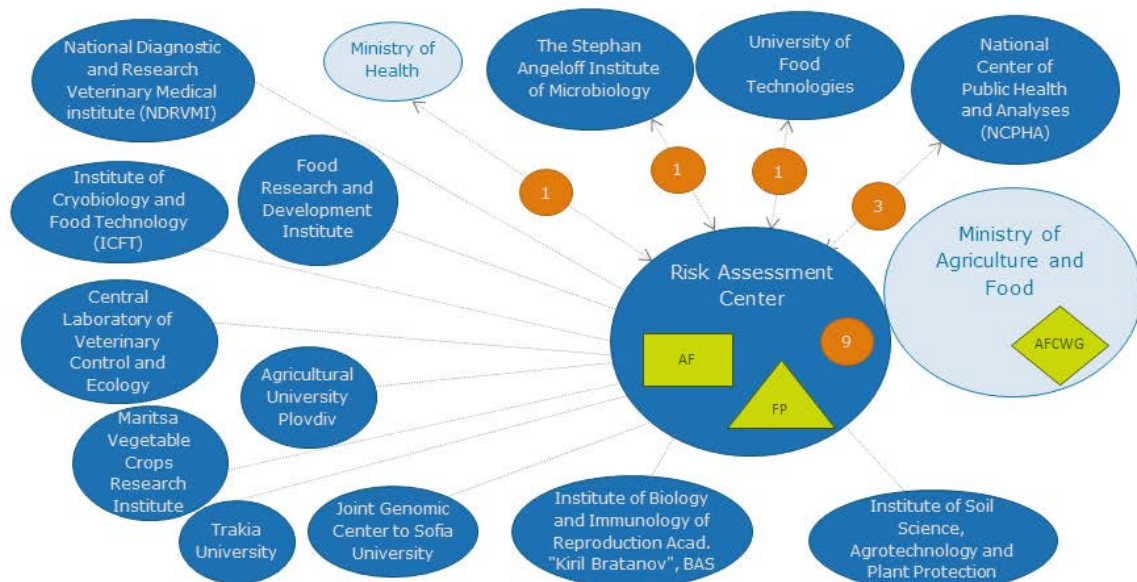 National Diagnostic
and Research
Veterinary Medical
institute (NDRVMI)
Ministry of
Health
The Stephan
Angeloff Institute
of Microbiology
University of
Food
Technologies
National
Center of
Public Health
and Analyses
(NCPHA)
1
1
1
3
Institute of
Cryobiology and
Food Technology
(ICFT)
Food
Research and
Development
Institute
Risk Assessment
Center
9
AF
FP
Ministry of
Agriculture and
Food
AFCWG
Central
Laboratory of
Veterinary
Control and
Ecology
Agricultural
University
Plovdiv
Maritsa
Vegetable
Crops
Research
Institute
Trakia
University
Joint Genomic
Center to Sofia
University
Institute of Biology
and Immunology of
Reproduction Acad.
"Kiril Bratanov", BAS
Institute of Soil
Science,
Agrotechnology and
Plant Protection